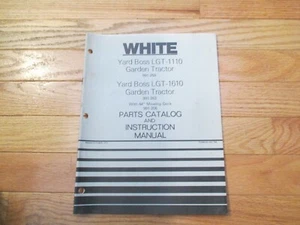 WHITE
Yard Boss LGT-1110
Garden Tractor
Yard Boss LGT-1610
Garden Tractor
PARTS CATALOG
AND
INSTRUCTION
MANUAL